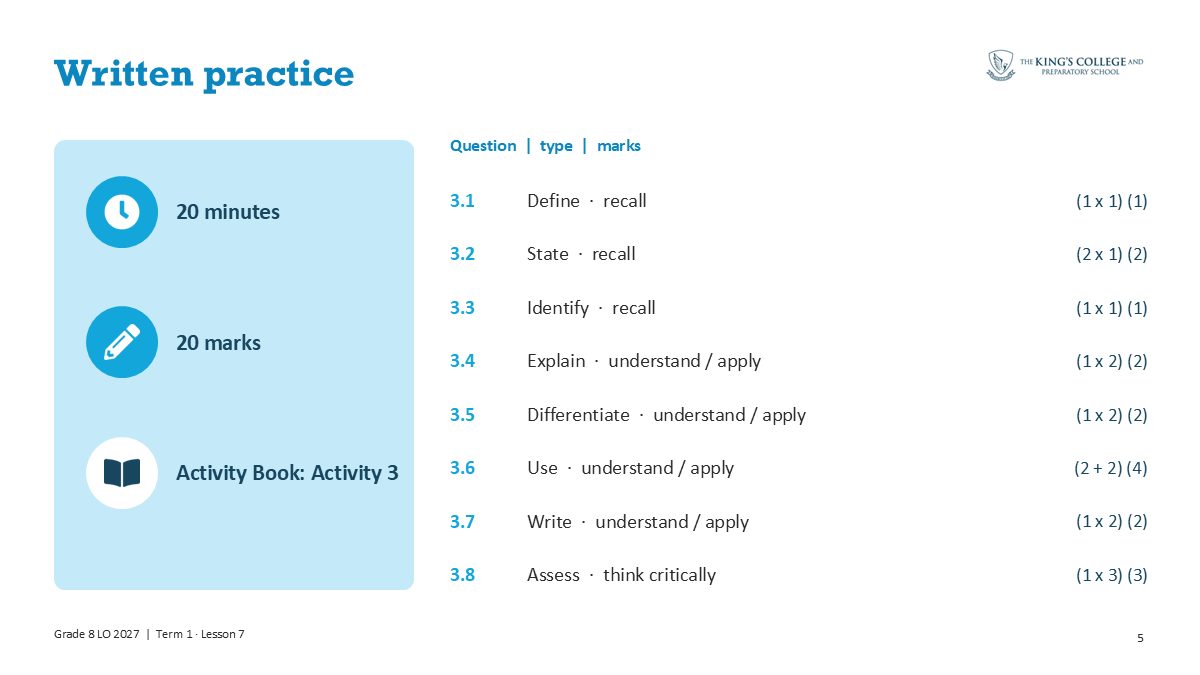 Written practice
THE KING'S COLLEGE AND
PREPARATORY SCHOOL
20 minutes
20 marks
Activity Book: Activity 3
Question | type | marks
3.1 Define · recall (1 x 1) (1)
3.2 State · recall (2 x 1) (2)
3.3 Identify · recall (1 x 1) (1)
3.4 Explain · understand / apply (1 x 2) (2)
3.5 Differentiate · understand / apply (1 x 2) (2)
3.6 Use · understand / apply (2 + 2) (4)
3.7 Write · understand / apply (1 x 2) (2)
3.8 Assess · think critically (1 x 3) (3)
Grade 8 LO 2027 | Term 1 · Lesson 7
5